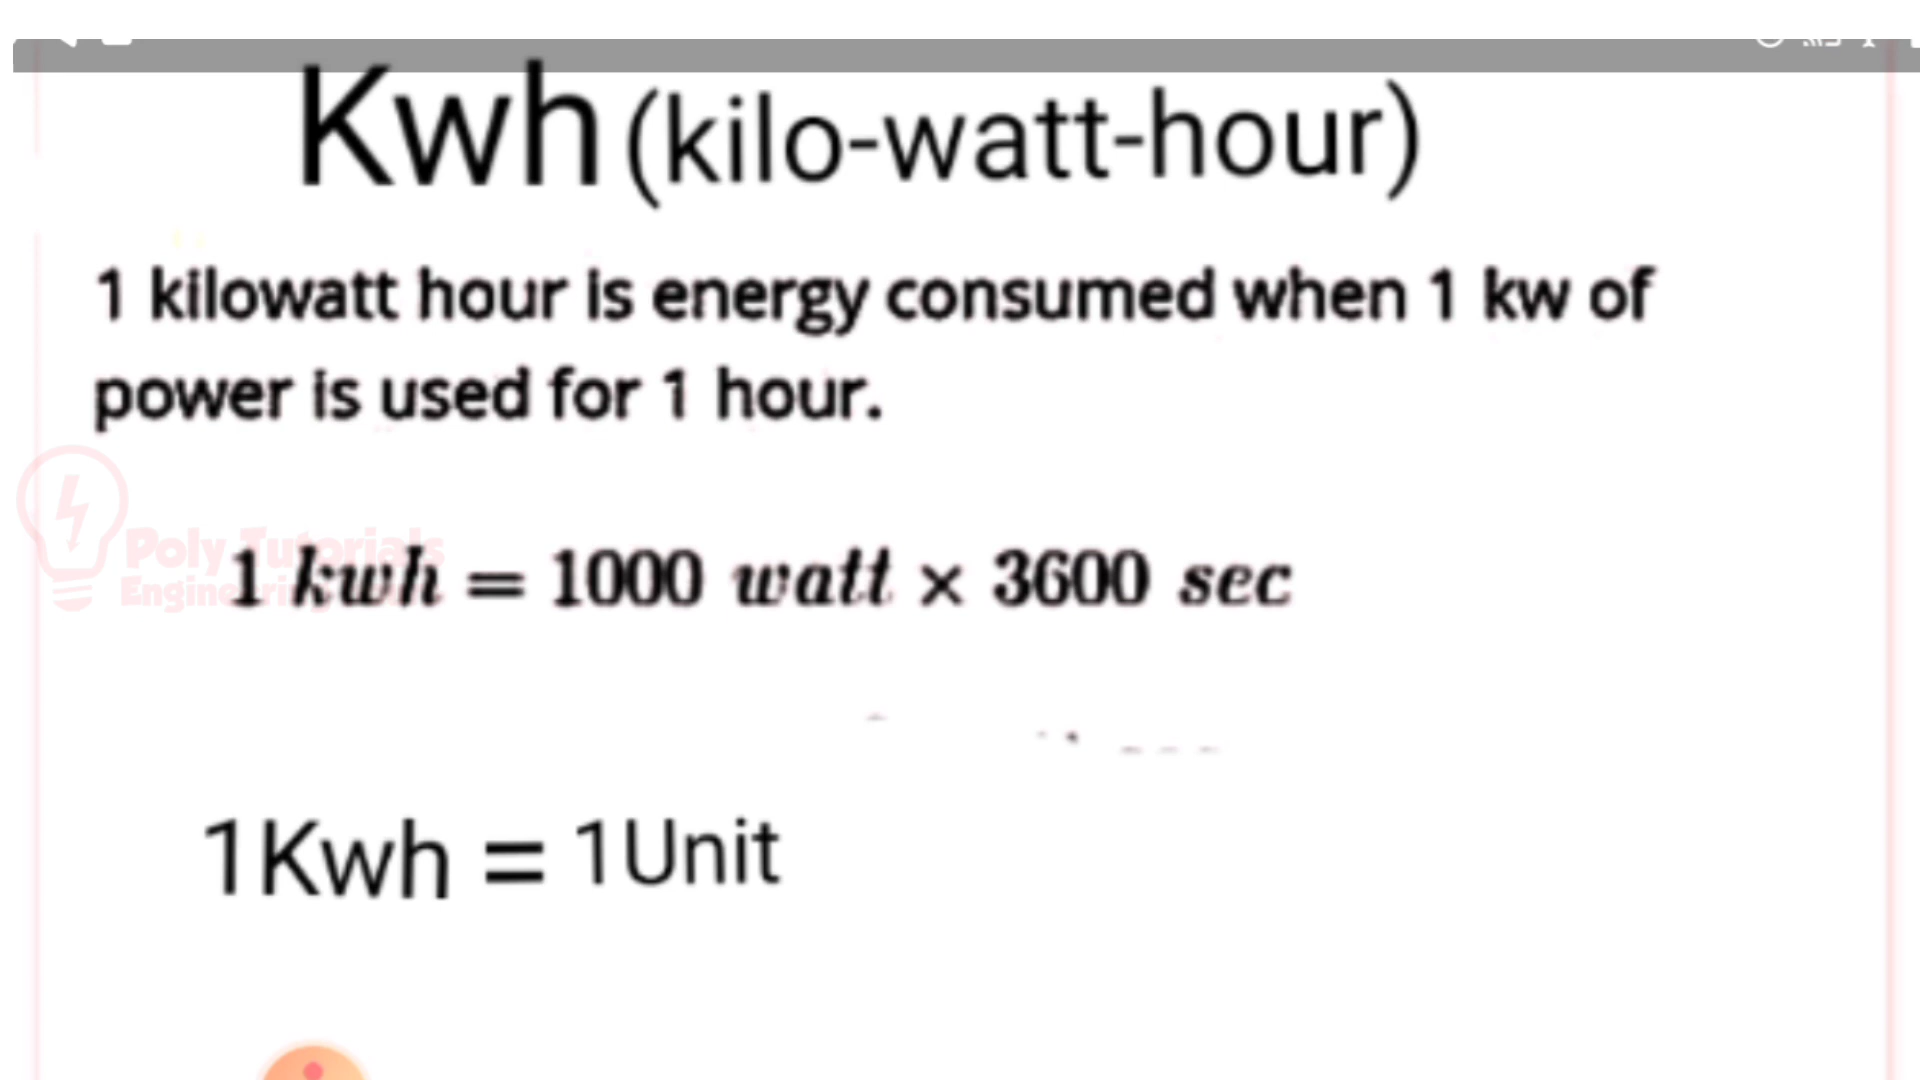 Kwh (kilo-watt-hour)
1 kilowatt hour is energy consumed when 1 kw of
power is used for 1 hour.
Poly Tutorials
Engineering
1 kwh = 1000 watt × 3600 sec
1Kwh = 1Unit